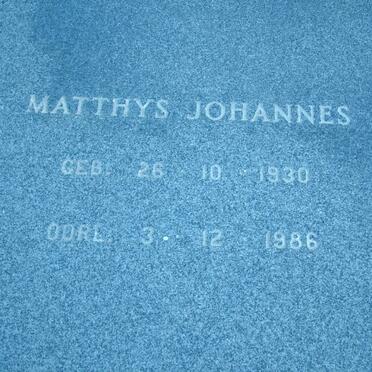 MATTHYS JOHANNES
GEB. 26 · 10 · 1930
OORL. 3 · 12 · 1986